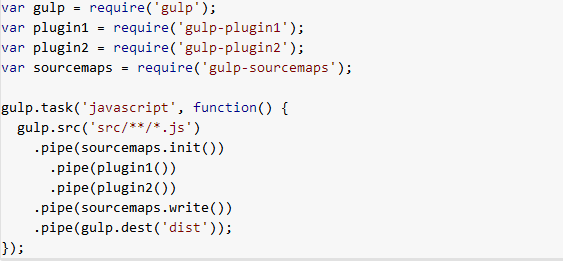 var gulp = require('gulp');
var plugin1 = require('gulp-plugin1');
var plugin2 = require('gulp-plugin2');
var sourcemaps = require('gulp-sourcemaps');

gulp.task('javascript', function() {
  gulp.src('src/**/*.js')
    .pipe(sourcemaps.init())
      .pipe(plugin1())
      .pipe(plugin2())
    .pipe(sourcemaps.write())
    .pipe(gulp.dest('dist'));
});